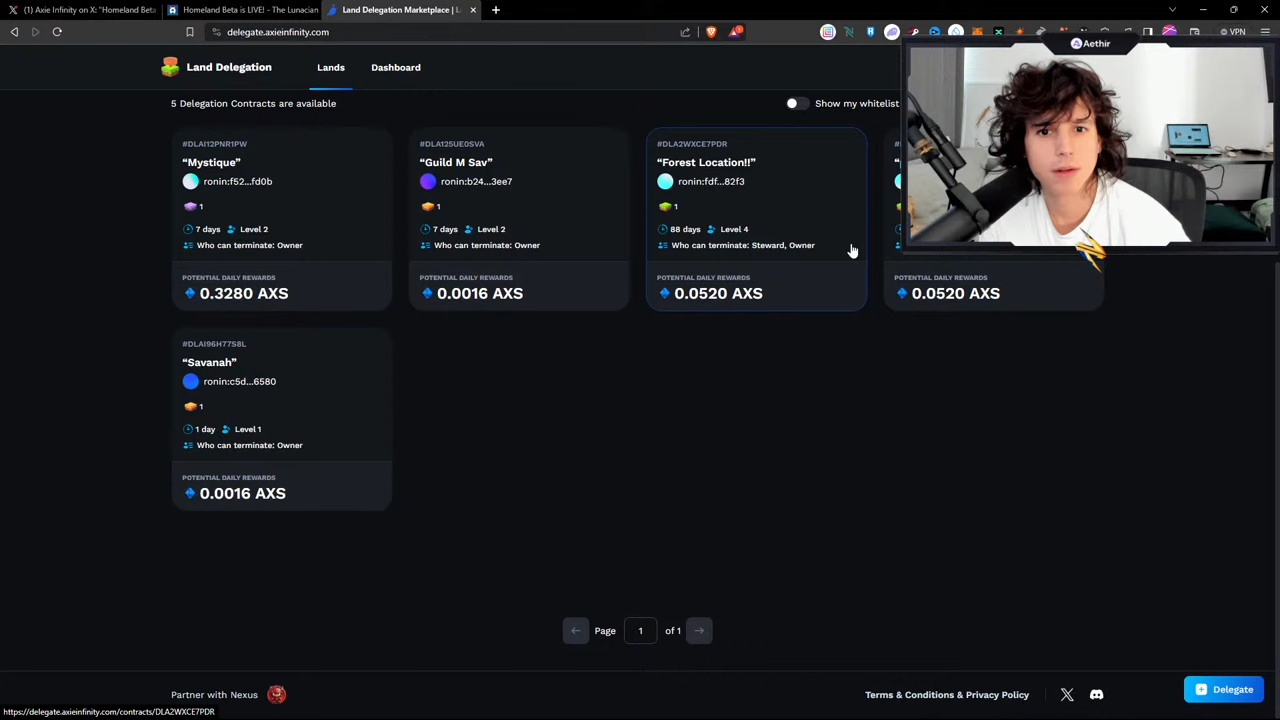 (1) Axie Infinity on X: "Homeland Beta
Homeland Beta is LIVE! - The Lunacian
Land Delegation Marketplace | L
delegate.axieinfinity.com
VPN
Aethir
Land Delegation
Lands
Dashboard
5 Delegation Contracts are available
Show my whitelist
#DLAI12PNR1PW
“Mystique”
ronin:f52...fd0b
1
7 days
Level 2
Who can terminate: Owner
POTENTIAL DAILY REWARDS
0.3280 AXS
#DLA125UE0SVA
“Guild M Sav”
ronin:b24...3ee7
1
7 days
Level 2
Who can terminate: Owner
POTENTIAL DAILY REWARDS
0.0016 AXS
#DLA2WXCE7PDR
“Forest Location!!”
ronin:fdf...82f3
1
88 days
Level 4
Who can terminate: Steward, Owner
POTENTIAL DAILY REWARDS
0.0520 AXS
POTENTIAL DAILY REWARDS
0.0520 AXS
#DLAI96H77S8L
“Savanah”
ronin:c5d...6580
1
1 day
Level 1
Who can terminate: Owner
POTENTIAL DAILY REWARDS
0.0016 AXS
Page
1
of 1
Partner with Nexus
Terms & Conditions & Privacy Policy
Delegate
https://delegate.axieinfinity.com/contracts/DLA2WXCE7PDR